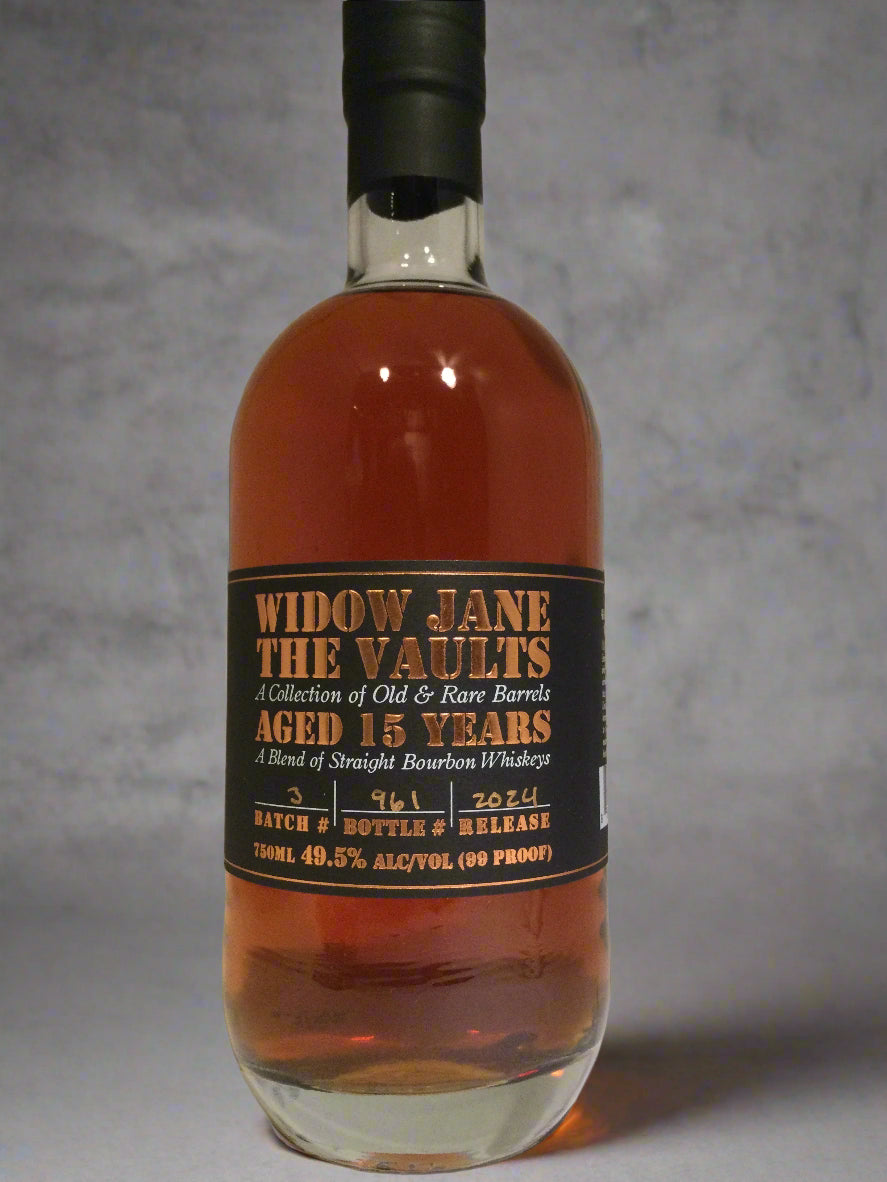 WIDOW JANE
THE VAULTS
A Collection of Old & Rare Barrels
AGED 15 YEARS
A Blend of Straight Bourbon Whiskeys
3 961 2024
BATCH # BOTTLE # RELEASE
750ML 49.5% ALC/VOL (99 PROOF)